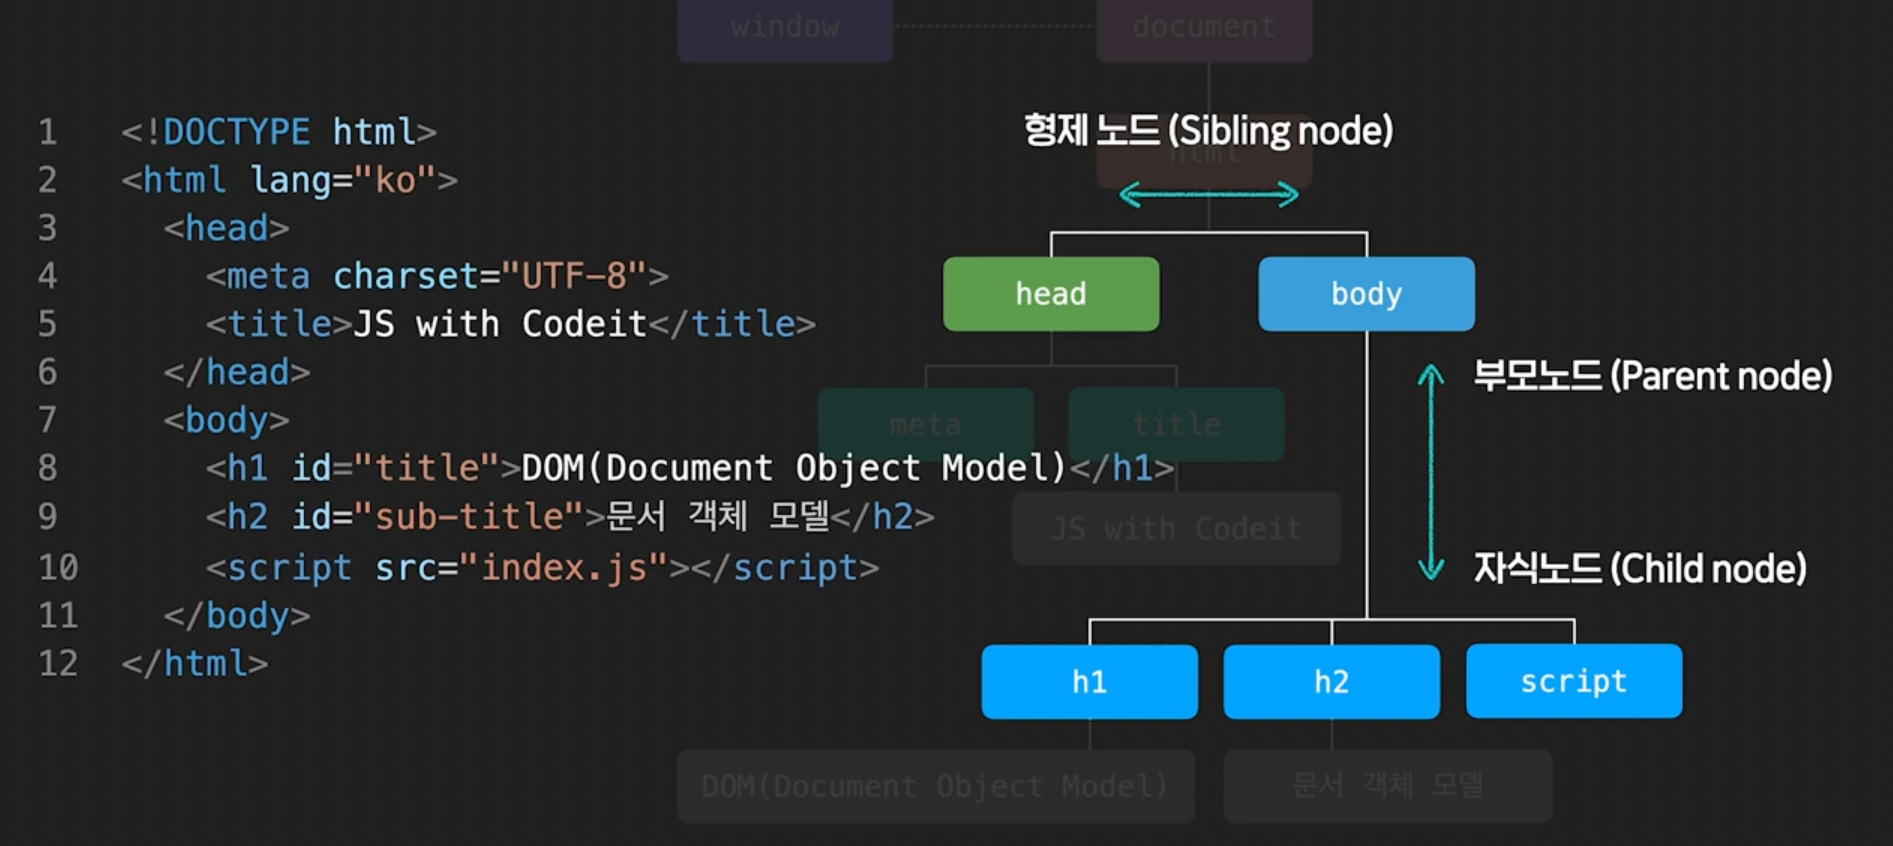 window
document
1 <!DOCTYPE html>
2 <html lang="ko">
3 <head>
4 <meta charset="UTF-8">
5 <title>JS with Codeit</title>
6 </head>
7 <body>
8 <h1 id="title">DOM(Document Object Model)</h1>
9 <h2 id="sub-title">문서 객체 모델</h2>
10 <script src="index.js"></script>
11 </body>
12 </html>
형제 노드 (Sibling node)
html
head
body
부모노드 (Parent node)
meta
title
JS with Codeit
자식노드 (Child node)
h1
h2
script
DOM(Document Object Model)
문서 객체 모델